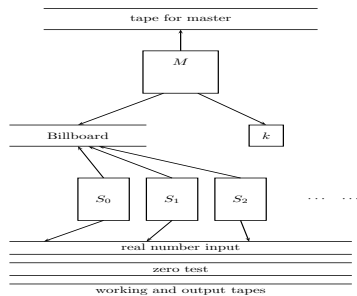 tape for master
M
Billboard k
S₀ S₁ S₂ ... ...
real number input
zero test
working and output tapes